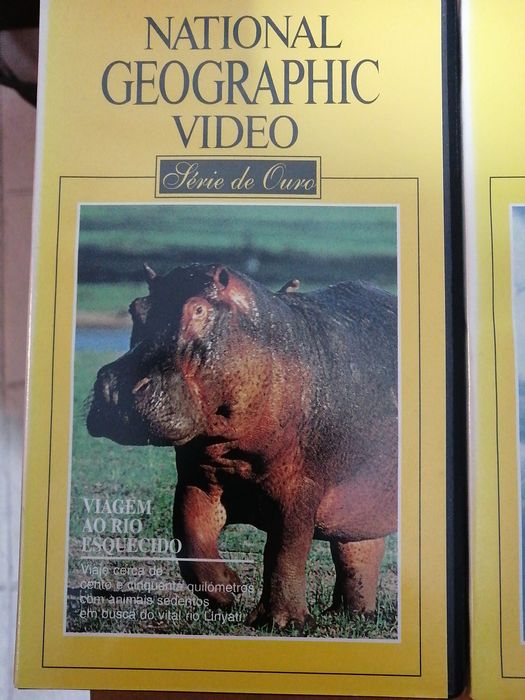 NATIONAL
GEOGRAPHIC
VIDEO
Série de Ouro
VIAGEM
AO RIO
ESQUECIDO
Viaje cerca de
cento e cinquenta quilómetros
com animais sedentos
em busca do vital rio Linyati.